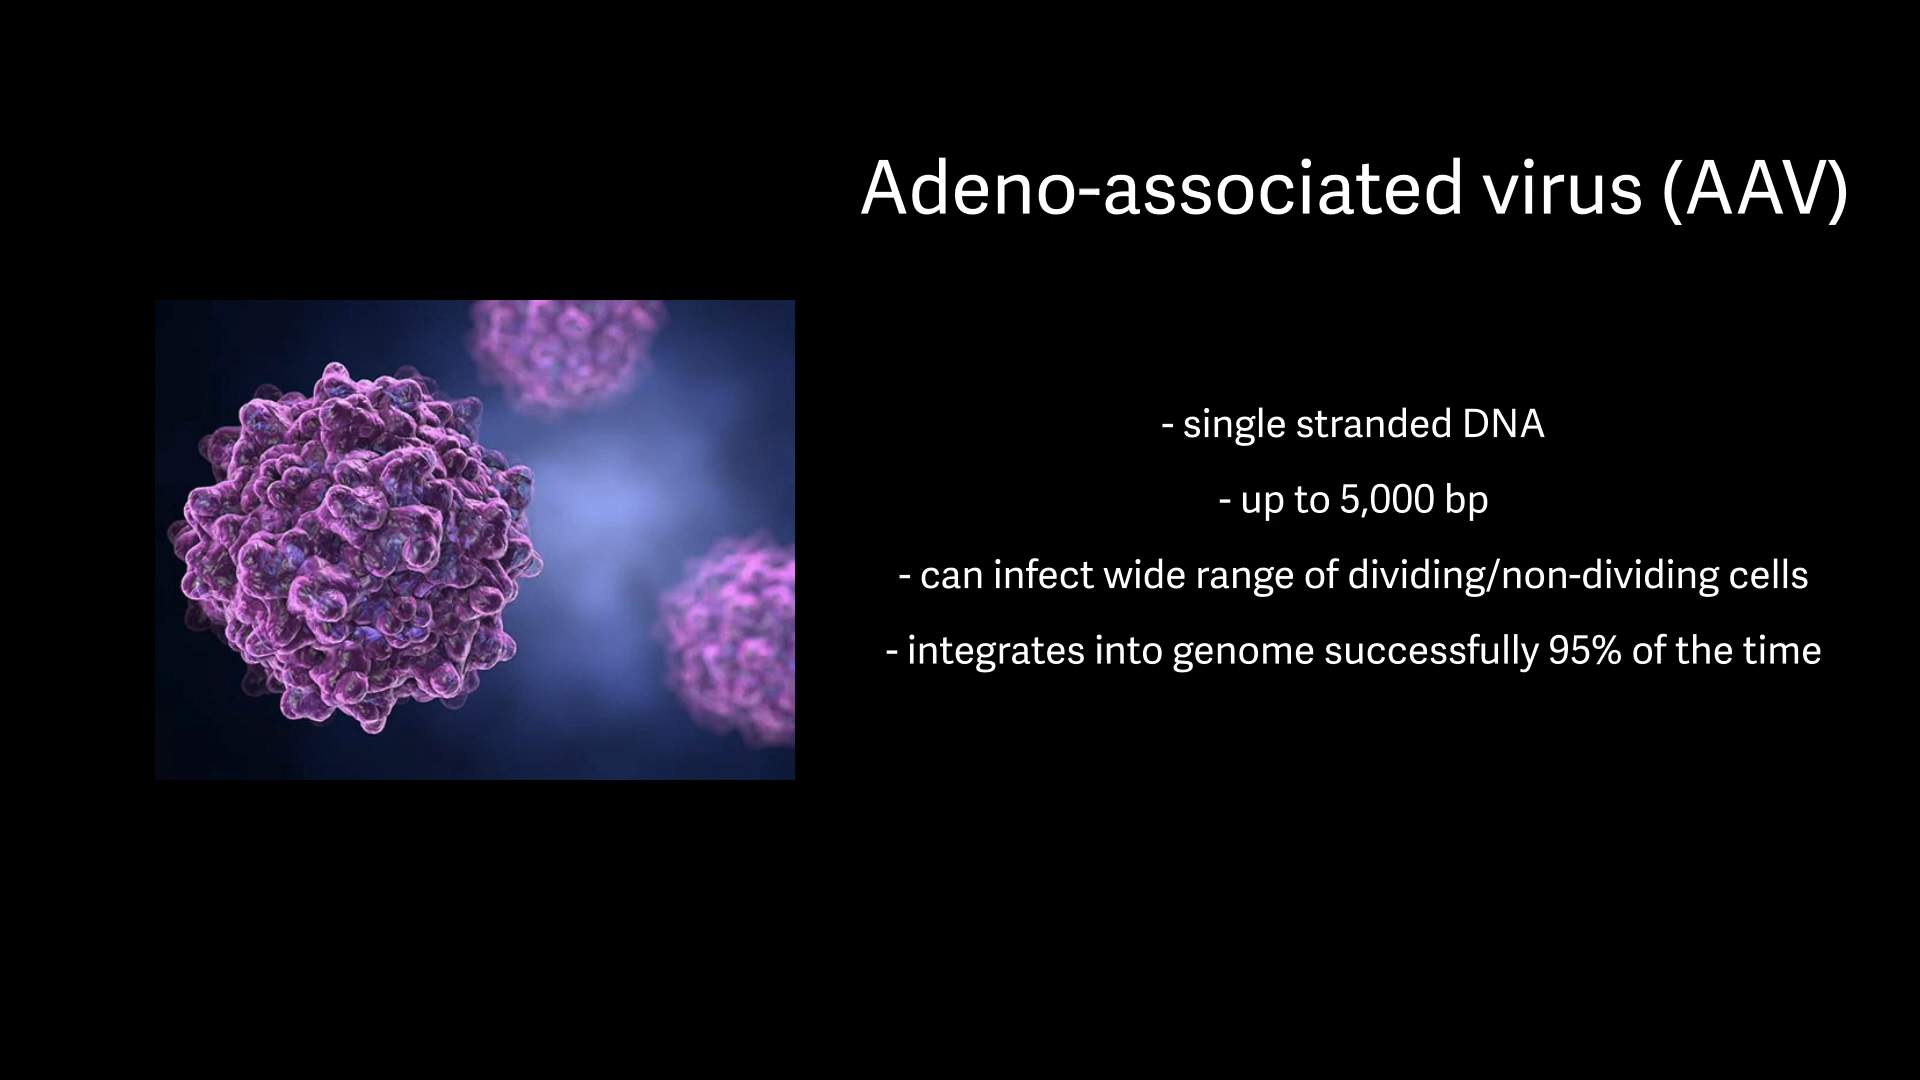 Adeno-associated virus (AAV)
- single stranded DNA
- up to 5,000 bp
- can infect wide range of dividing/non-dividing cells
- integrates into genome successfully 95% of the time